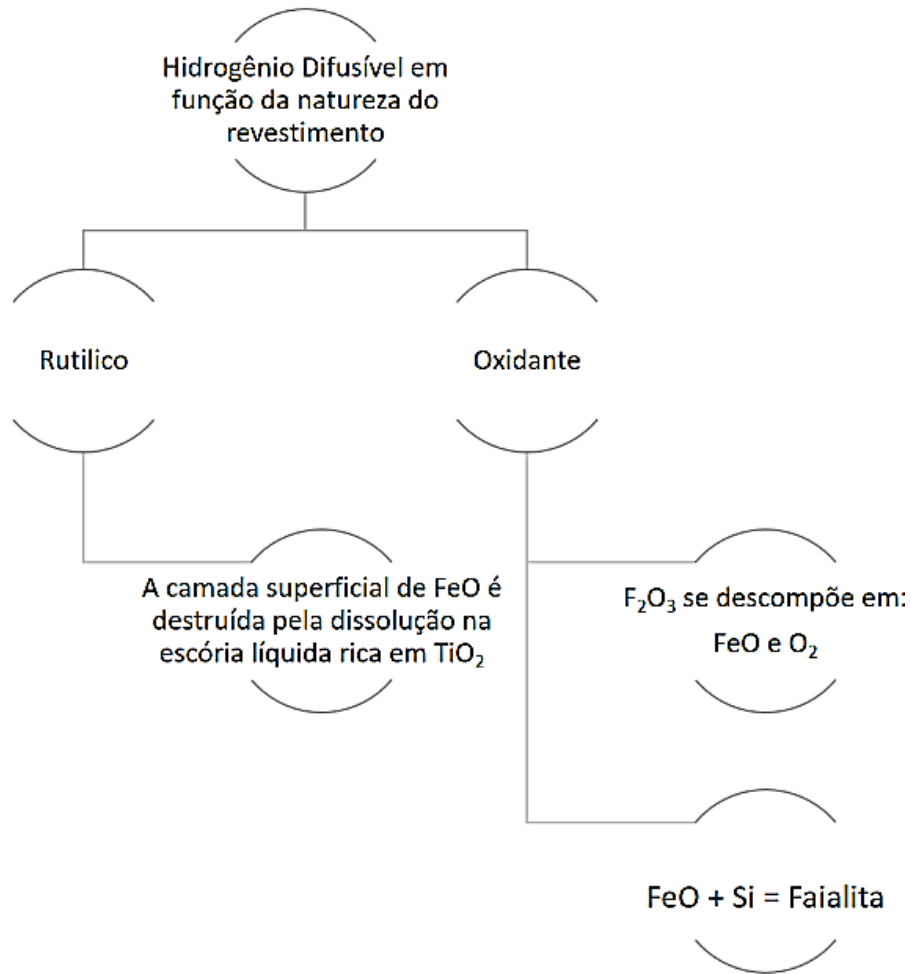 Hidrogênio Difusível em
função da natureza do
revestimento
Rutilico
Oxidante
A camada superficial de FeO é
destruída pela dissolução na
escória líquida rica em TiO₂
F₂O₃ se descompõe em:
FeO e O₂
FeO + Si = Faialita